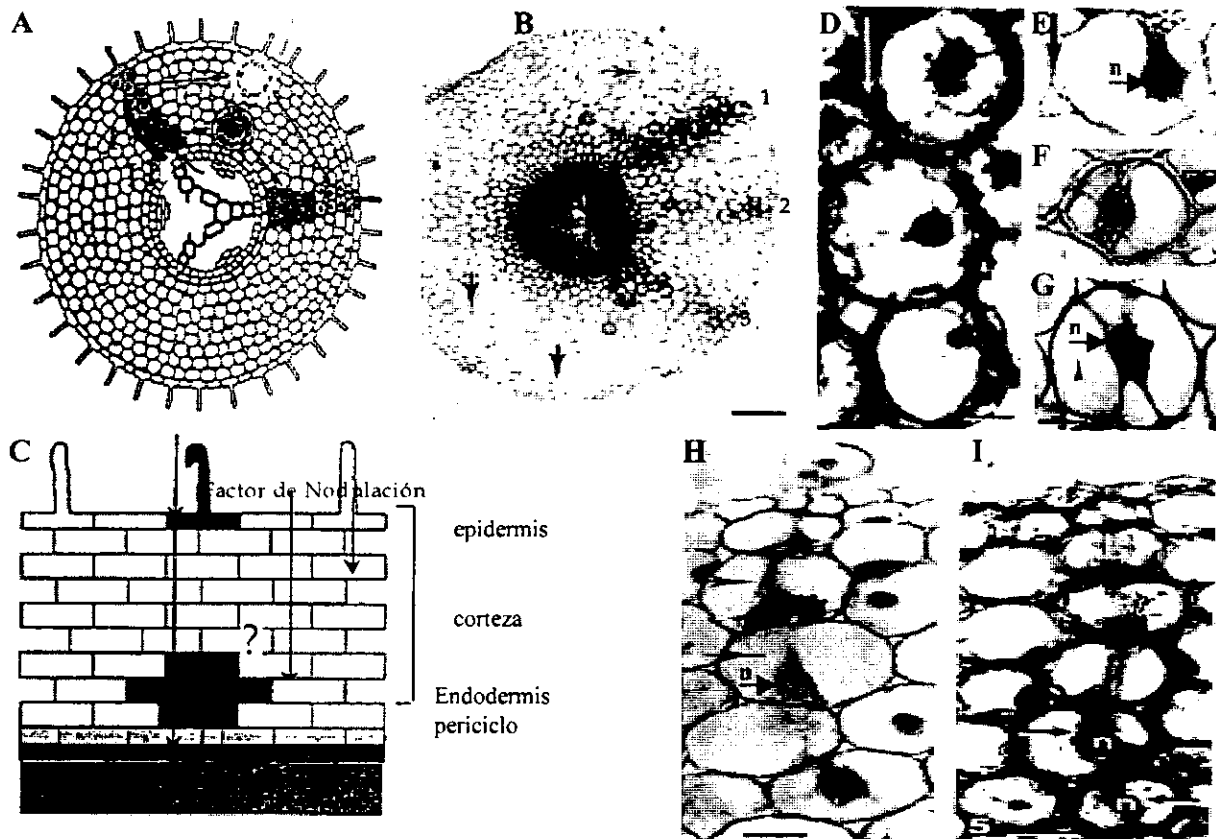 A
B
D
E
n
1
2
3
F
G
n
C
Factor de Nodulación
epidermis
?
corteza
Endodermis
periciclo
H
n
I
n
n